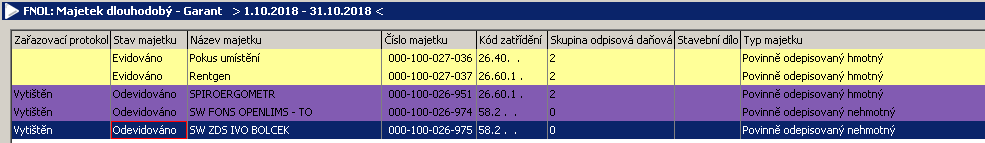 FNOL: Majetek dlouhodobý - Garant > 1.10.2018 - 31.10.2018 <
Zařazovací protokol Stav majetku Název majetku Číslo majetku Kód zatřídění Skupina odpisová daňová Stavební dílo Typ majetku
Evidováno Pokus umístění 000-100-027-036 26.40. . 2 Povinně odepisovaný hmotný
Evidováno Rentgen 000-100-027-037 26.60.1 . 2 Povinně odepisovaný hmotný
Vytištěn Odevidováno SPIROERGOMETR 000-100-026-951 26.60.1 . 2 Povinně odepisovaný hmotný
Vytištěn Odevidováno SW FONS OPENLIMS - TO 000-100-026-974 58.2 . . 0 Povinně odepisovaný nehmotný
Vytištěn Odevidováno SW ZDS IVO BOLCEK 000-100-026-975 58.2 . . 0 Povinně odepisovaný nehmotný